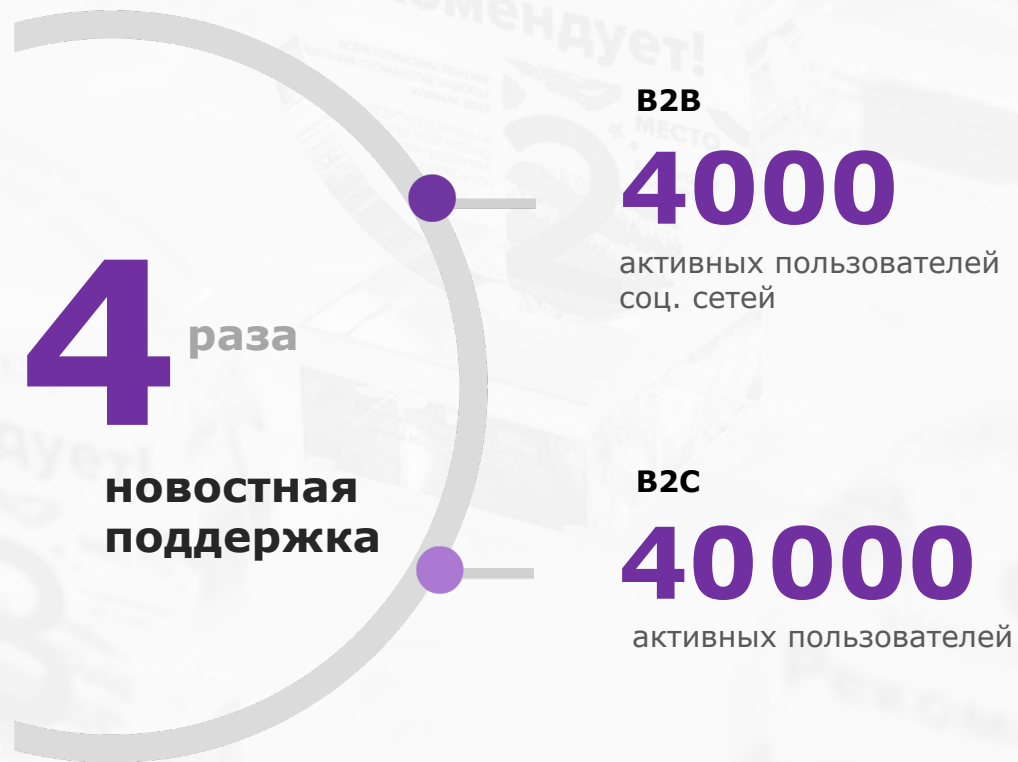 4 раза
новостная
поддержка
B2B
4000
активных пользователей
соц. сетей
B2C
40 000
активных пользователей